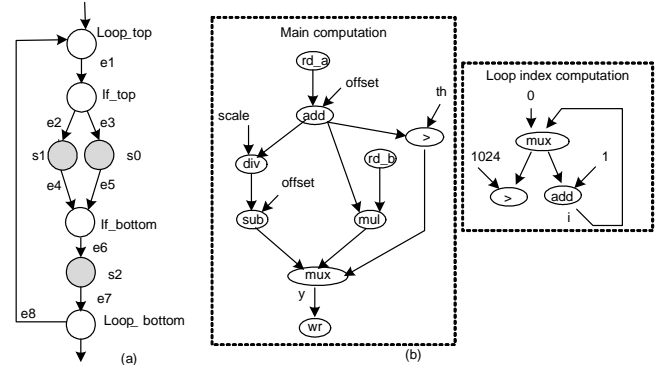 Loop_top
e1
If_top
e2
e3
s1
s0
e4
e5
If_bottom
e6
s2
e7
e8
Loop_ bottom
(a)
Main computation
rd_a
offset
add
th
scale
>
div
rd_b
offset
sub
mul
mux
y
wr
(b)
Loop index computation
0
mux
1024
1
>
add
i